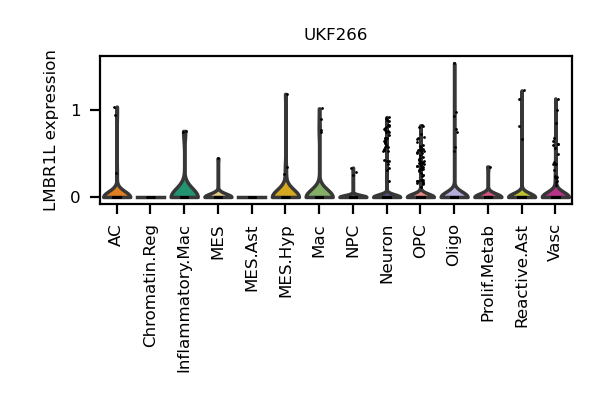 UKF266
LMBR1L expression
1
0
AC
Chromatin.Reg
Inflammatory.Mac
MES
MES.Ast
MES.Hyp
Mac
NPC
Neuron
OPC
Oligo
Prolif.Metab
Reactive.Ast
Vasc